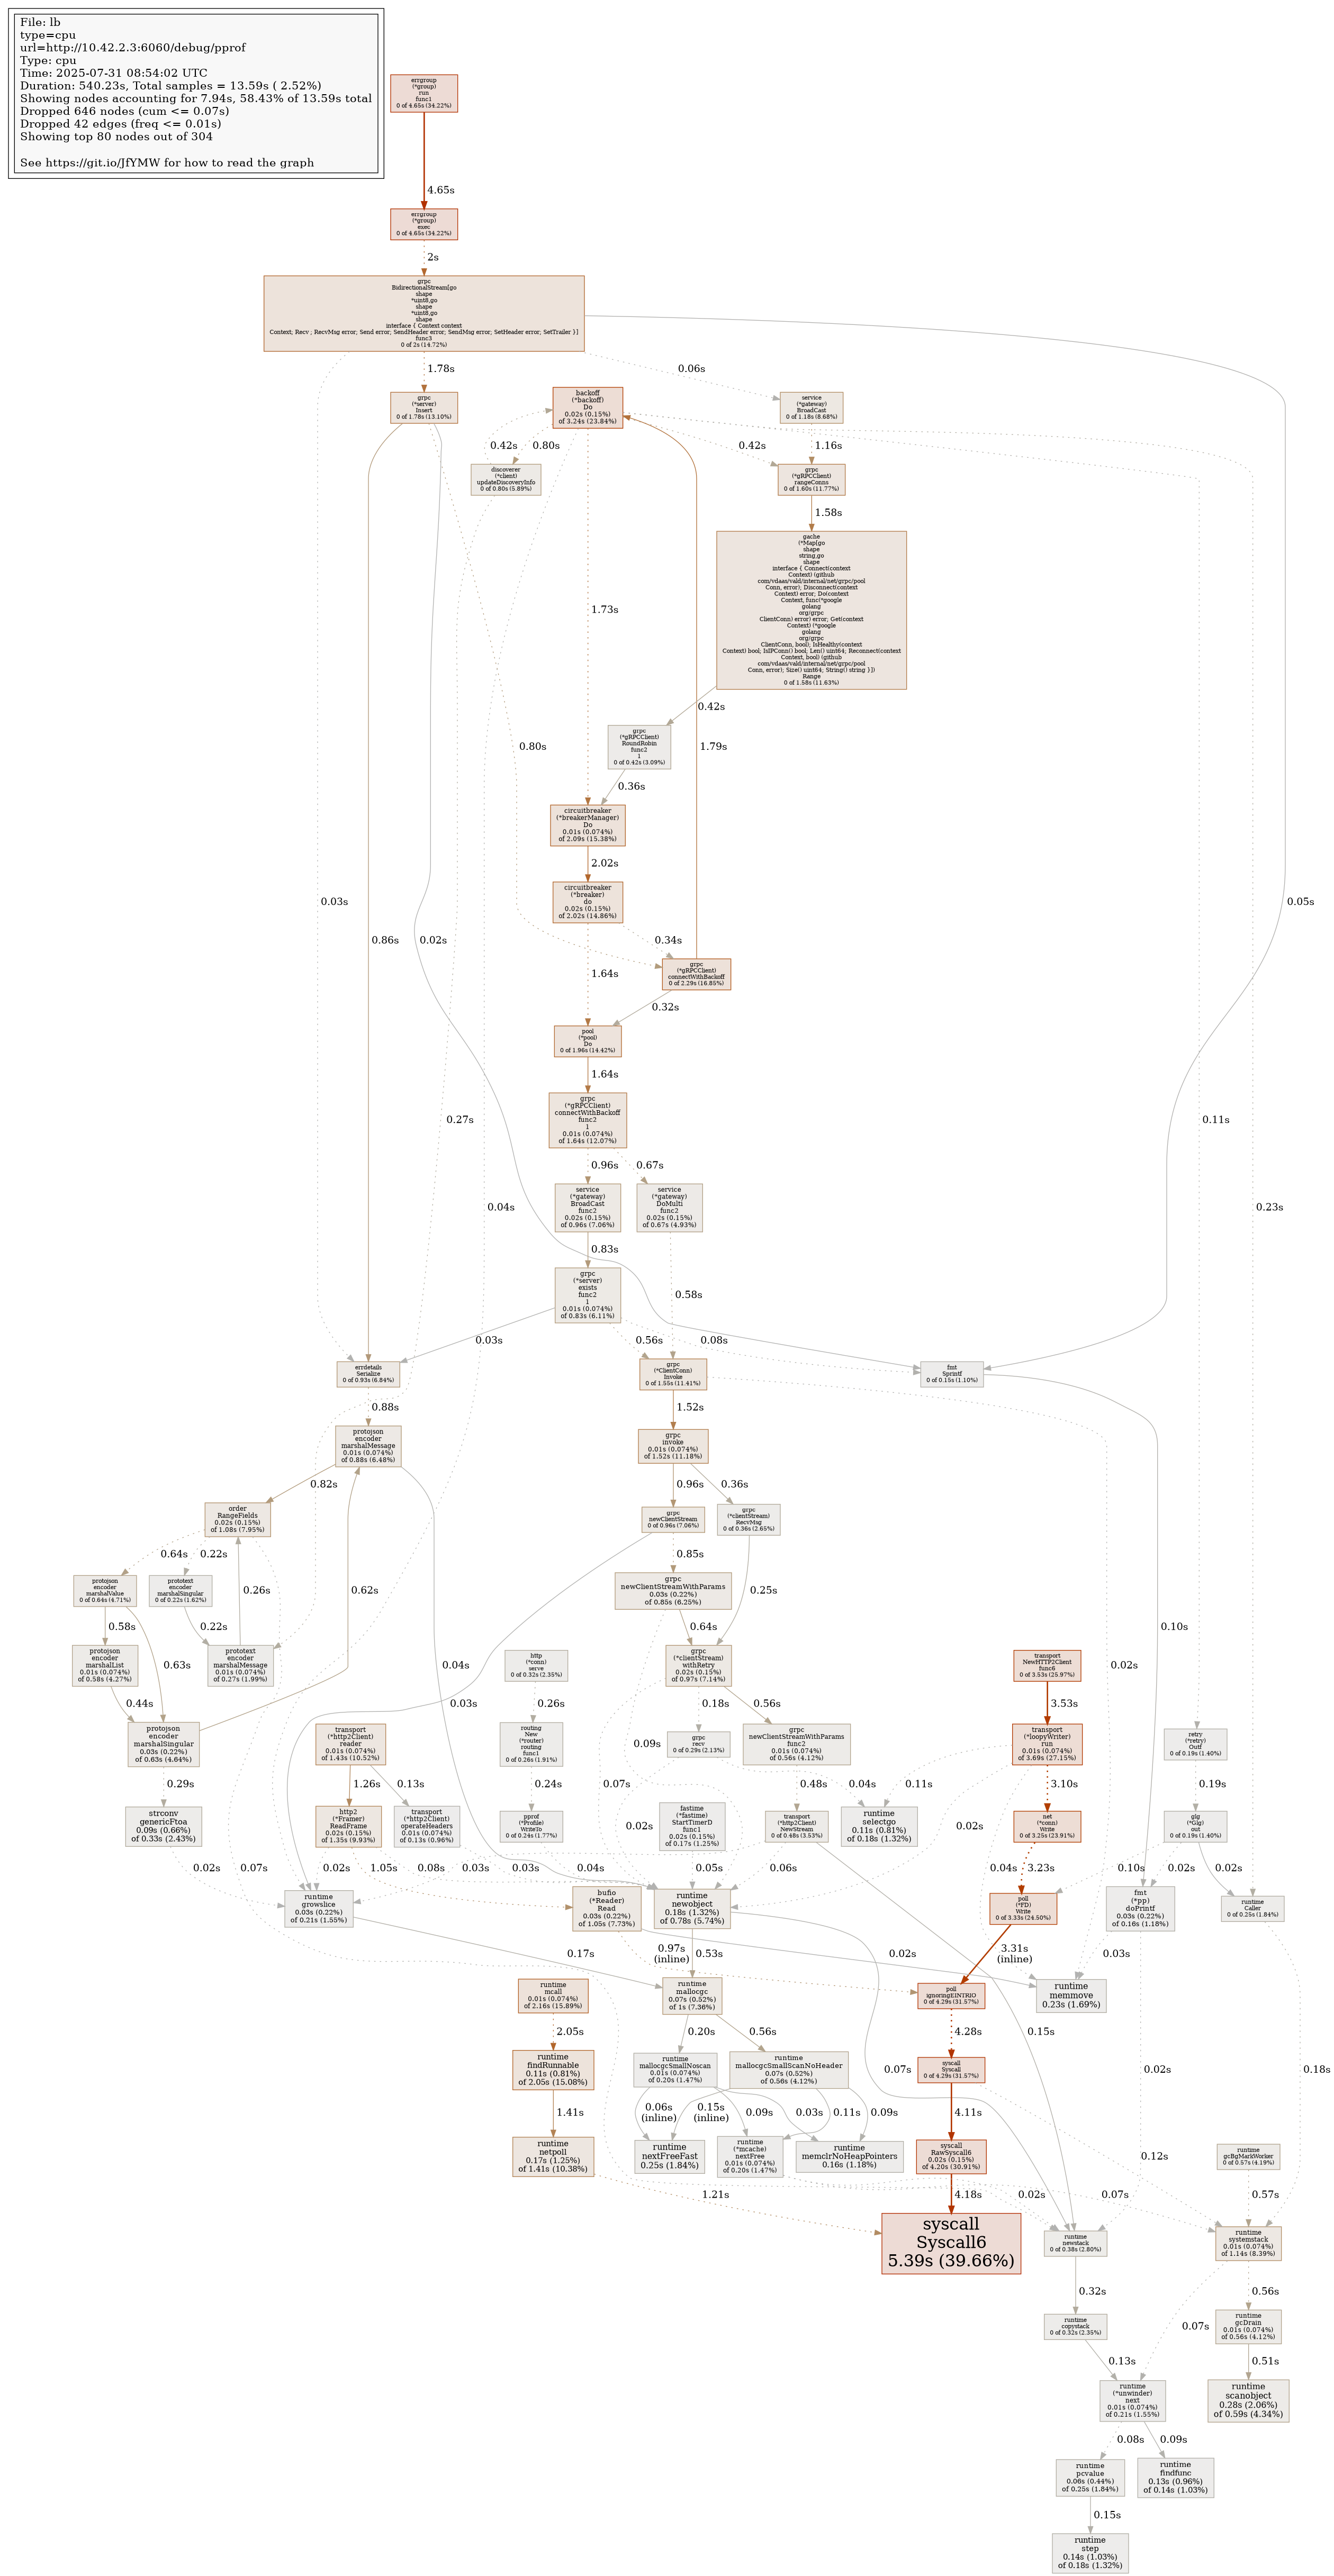 File: lb
type=cpu
url=http://10.42.2.3:6060/debug/pprof
Type: cpu
Time: 2025-07-31 08:54:02 UTC
Duration: 540.23s, Total samples = 13.59s ( 2.52%)
Showing nodes accounting for 7.94s, 58.43% of 13.59s total
Dropped 646 nodes (cum <= 0.07s)
Dropped 42 edges (freq <= 0.01s)
Showing top 80 nodes out of 304
See https://git.io/JfYMW for how to read the graph
errgroup
(*group)
run
func1
0 of 4.65s (34.22%)
4.65s
errgroup
(*group)
exec
0 of 4.65s (34.22%)
2s
grpc
BidirectionalStream[go
shape
*uint8,go
shape
*uint8,go
shape
interface { Context context
Context; Recv ; RecvMsg error; Send error; SendHeader error; SendMsg error; SetHeader error; SetTrailer }]
func3
0 of 2s (14.72%)
1.78s
0.06s
grpc
(*server)
Insert
0 of 1.78s (13.10%)
backoff
(*backoff)
Do
0.02s (0.15%)
of 3.24s (23.84%)
service
(*gateway)
BroadCast
0 of 1.18s (8.68%)
0.42s
0.80s
0.42s
1.16s
discoverer
(*client)
updateDiscoveryInfo
0 of 0.80s (5.89%)
grpc
(*gRPCClient)
rangeConns
0 of 1.60s (11.77%)
1.58s
gache
(*Map[go
shape
string,go
shape
interface { Connect(context
Context) (github
com/vdaas/vald/internal/net/grpc/pool
Conn, error); Disconnect(context
Context) error; Do(context
Context, func(*google
golang
org/grpc
ClientConn) error) error; Get(context
Context) (*google
golang
org/grpc
ClientConn, bool); IsHealthy(context
Context) bool; IsIPConn() bool; Len() uint64; Reconnect(context
Context, bool) (github
com/vdaas/vald/internal/net/grpc/pool
Conn, error); Size() uint64; String() string }])
Range
0 of 1.58s (11.63%)
1.73s
0.42s
grpc
(*gRPCClient)
RoundRobin
func2
1
0 of 0.42s (3.09%)
0.80s
1.79s
0.36s
circuitbreaker
(*breakerManager)
Do
0.01s (0.074%)
of 2.09s (15.38%)
2.02s
circuitbreaker
(*breaker)
do
0.02s (0.15%)
of 2.02s (14.86%)
0.03s
0.86s
0.02s
0.34s
0.05s
grpc
(*gRPCClient)
connectWithBackoff
0 of 2.29s (16.85%)
1.64s
0.32s
pool
(*pool)
Do
0 of 1.96s (14.42%)
1.64s
grpc
(*gRPCClient)
connectWithBackoff
func2
1
0.01s (0.074%)
of 1.64s (12.07%)
0.27s
0.11s
0.96s
0.67s
service
(*gateway)
BroadCast
func2
0.02s (0.15%)
of 0.96s (7.06%)
service
(*gateway)
DoMulti
func2
0.02s (0.15%)
of 0.67s (4.93%)
0.04s
0.23s
0.83s
grpc
(*server)
exists
func2
1
0.01s (0.074%)
of 0.83s (6.11%)
0.58s
0.03s
0.56s
0.08s
errdetails
Serialize
0 of 0.93s (6.84%)
grpc
(*ClientConn)
Invoke
0 of 1.55s (11.41%)
fmt
Sprintf
0 of 0.15s (1.10%)
0.88s
1.52s
protojson
encoder
marshalMessage
0.01s (0.074%)
of 0.88s (6.48%)
grpc
invoke
0.01s (0.074%)
of 1.52s (11.18%)
0.82s
0.96s
0.36s
order
RangeFields
0.02s (0.15%)
of 1.08s (7.95%)
grpc
newClientStream
0 of 0.96s (7.06%)
grpc
(*clientStream)
RecvMsg
0 of 0.36s (2.65%)
0.64s
0.22s
0.85s
protojson
encoder
marshalValue
0 of 0.64s (4.71%)
prototext
encoder
marshalSingular
0 of 0.22s (1.62%)
0.26s
0.62s
grpc
newClientStreamWithParams
0.03s (0.22%)
of 0.85s (6.25%)
0.25s
0.58s
0.63s
0.22s
0.64s
0.10s
protojson
encoder
marshalList
0.01s (0.074%)
of 0.58s (4.27%)
prototext
encoder
marshalMessage
0.01s (0.074%)
of 0.27s (1.99%)
http
(*conn)
serve
0 of 0.32s (2.35%)
grpc
(*clientStream)
withRetry
0.02s (0.15%)
of 0.97s (7.14%)
transport
NewHTTP2Client
func6
0 of 3.53s (25.97%)
0.04s
0.02s
0.44s
0.03s
0.26s
0.18s
0.56s
3.53s
protojson
encoder
marshalSingular
0.03s (0.22%)
of 0.63s (4.64%)
transport
(*http2Client)
reader
0.01s (0.074%)
of 1.43s (10.52%)
routing
New
(*router)
routing
func1
0 of 0.26s (1.91%)
0.09s
grpc
recv
0 of 0.29s (2.13%)
grpc
newClientStreamWithParams
func2
0.01s (0.074%)
of 0.56s (4.12%)
transport
(*loopyWriter)
run
0.01s (0.074%)
of 3.69s (27.15%)
retry
(*retry)
Outf
0 of 0.19s (1.40%)
0.29s
1.26s
0.13s
0.24s
0.07s
0.04s
0.48s
0.11s
3.10s
0.19s
strconv
genericFtoa
0.09s (0.66%)
of 0.33s (2.43%)
http2
(*Framer)
ReadFrame
0.02s (0.15%)
of 1.35s (9.93%)
transport
(*http2Client)
operateHeaders
0.01s (0.074%)
of 0.13s (0.96%)
pprof
(*Profile)
WriteTo
0 of 0.24s (1.77%)
0.02s
fastime
(*fastime)
StartTimerD
func1
0.02s (0.15%)
of 0.17s (1.25%)
transport
(*http2Client)
NewStream
0 of 0.48s (3.53%)
runtime
selectgo
0.11s (0.81%)
of 0.18s (1.32%)
0.02s
net
(*conn)
Write
0 of 3.25s (23.91%)
glg
(*Glg)
out
0 of 0.19s (1.40%)
0.02s
0.07s
0.02s
1.05s
0.08s
0.03s
0.03s
0.04s
0.05s
0.06s
0.04s
3.23s
0.10s
0.02s
0.02s
runtime
growslice
0.03s (0.22%)
of 0.21s (1.55%)
bufio
(*Reader)
Read
0.03s (0.22%)
of 1.05s (7.73%)
runtime
newobject
0.18s (1.32%)
of 0.78s (5.74%)
poll
(*FD)
Write
0 of 3.33s (24.50%)
fmt
(*pp)
doPrintf
0.03s (0.22%)
of 0.16s (1.18%)
runtime
Caller
0 of 0.25s (1.84%)
0.17s
0.97s
(inline)
0.53s
0.02s
3.31s
(inline)
0.03s
runtime
mcall
0.01s (0.074%)
of 2.16s (15.89%)
runtime
mallocgc
0.07s (0.52%)
of 1s (7.36%)
poll
ignoringEINTRIO
0 of 4.29s (31.57%)
runtime
memmove
0.23s (1.69%)
2.05s
0.20s
0.56s
4.28s
0.15s
runtime
findRunnable
0.11s (0.81%)
of 2.05s (15.08%)
runtime
mallocgcSmallNoscan
0.01s (0.074%)
of 0.20s (1.47%)
runtime
mallocgcSmallScanNoHeader
0.07s (0.52%)
of 0.56s (4.12%)
0.07s
syscall
Syscall
0 of 4.29s (31.57%)
0.02s
0.18s
1.41s
0.06s
(inline)
0.15s
(inline)
0.09s
0.03s
0.11s
0.09s
4.11s
runtime
netpoll
0.17s (1.25%)
of 1.41s (10.38%)
runtime
nextFreeFast
0.25s (1.84%)
runtime
(*mcache)
nextFree
0.01s (0.074%)
of 0.20s (1.47%)
runtime
memclrNoHeapPointers
0.16s (1.18%)
syscall
RawSyscall6
0.02s (0.15%)
of 4.20s (30.91%)
0.12s
runtime
gcBgMarkWorker
0 of 0.57s (4.19%)
1.21s
4.18s
0.02s
0.07s
0.57s
syscall
Syscall6
5.39s (39.66%)
runtime
newstack
0 of 0.38s (2.80%)
runtime
systemstack
0.01s (0.074%)
of 1.14s (8.39%)
0.32s
0.07s
0.56s
runtime
copystack
0 of 0.32s (2.35%)
runtime
gcDrain
0.01s (0.074%)
of 0.56s (4.12%)
0.13s
0.51s
runtime
(*unwinder)
next
0.01s (0.074%)
of 0.21s (1.55%)
runtime
scanobject
0.28s (2.06%)
of 0.59s (4.34%)
0.08s
0.09s
runtime
pcvalue
0.06s (0.44%)
of 0.25s (1.84%)
runtime
findfunc
0.13s (0.96%)
of 0.14s (1.03%)
0.15s
runtime
step
0.14s (1.03%)
of 0.18s (1.32%)